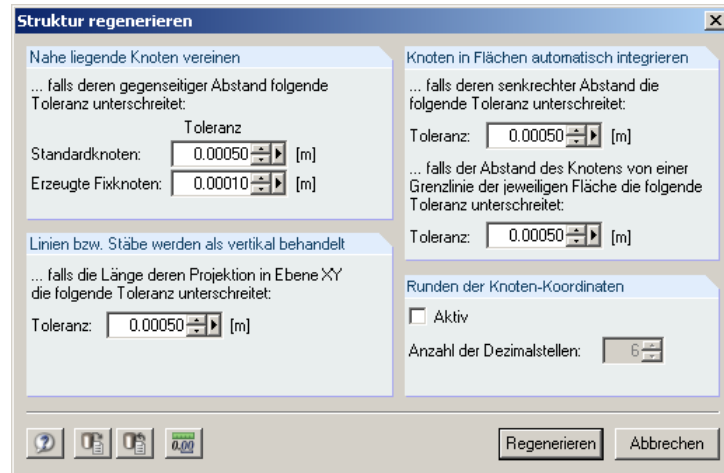 Struktur regenerieren
Nahe liegende Knoten vereinen
... falls deren gegenseitiger Abstand folgende
Toleranz unterschreitet:
Toleranz
Standardknoten: 0.00050 [m]
Erzeugte Fixknoten: 0.00010 [m]
Linien bzw. Stäbe werden als vertikal behandelt
... falls die Länge deren Projektion in Ebene XY
die folgende Toleranz unterschreitet:
Toleranz: 0.00050 [m]
Knoten in Flächen automatisch integrieren
... falls deren senkrechter Abstand die
folgende Toleranz unterschreitet:
Toleranz: 0.00050 [m]
... falls der Abstand des Knotens von einer
Grenzlinie der jeweiligen Fläche die folgende
Toleranz unterschreitet:
Toleranz: 0.00050 [m]
Runden der Knoten-Koordinaten
Aktiv
Anzahl der Dezimalstellen: 6
0.00
Regenerieren
Abbrechen